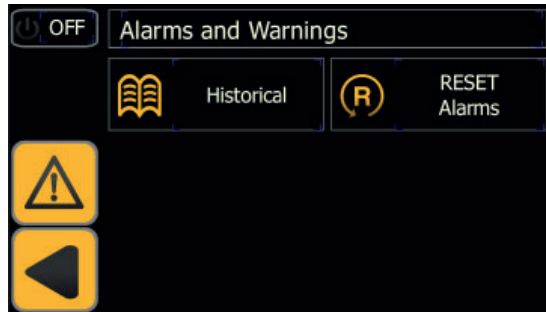 OFF
Alarms and Warnings
Historical
R
RESET
Alarms